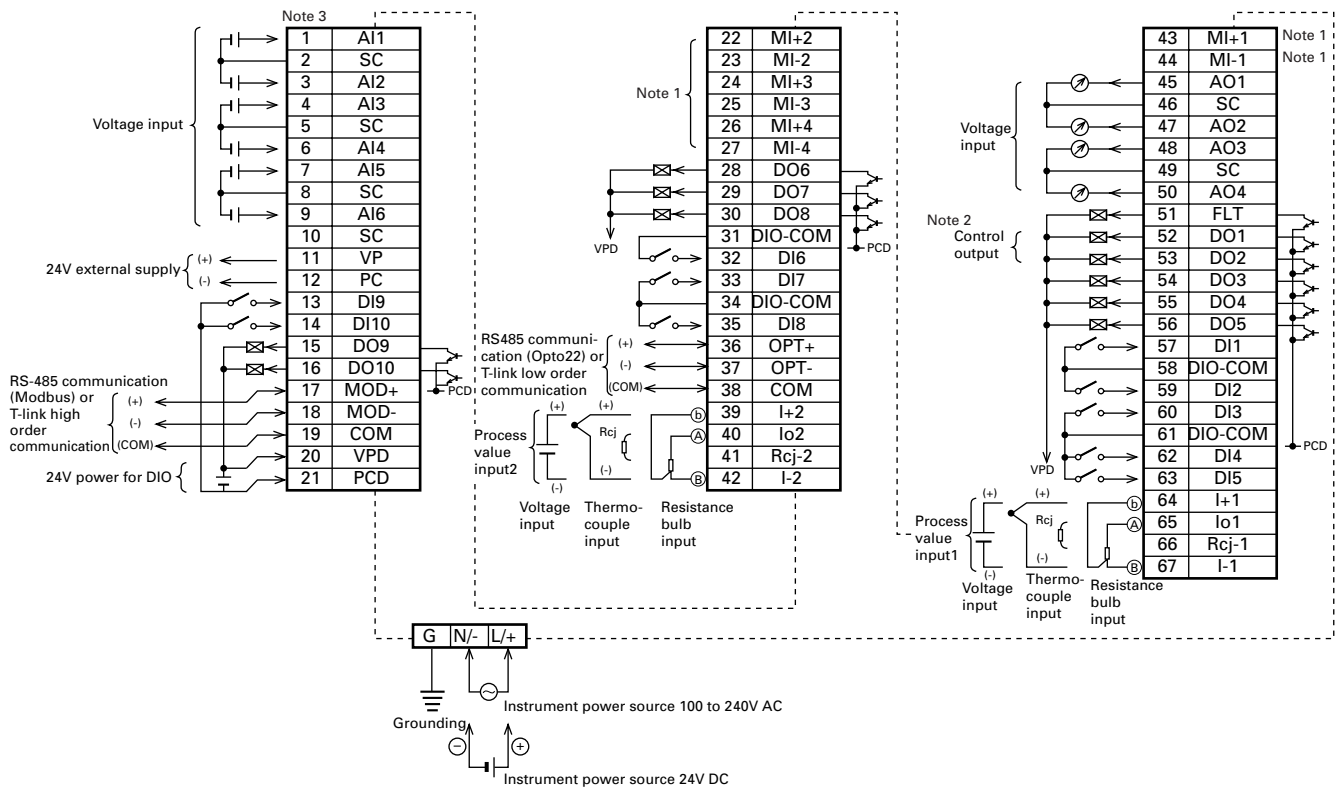 Note 3
1 AI1
2 SC
3 AI2
4 AI3
5 SC
6 AI4
7 AI5
8 SC
9 AI6
10 SC
11 VP
12 PC
13 DI9
14 DI10
15 DO9
16 DO10
17 MOD+
18 MOD-
19 COM
20 VPD
21 PCD
Voltage input
24V external supply
(+)
(-)
RS-485 communication
(Modbus) or
T-link high
order
communication
(+)
(-)
(COM)
24V power for DIO
PCD
22 MI+2
23 MI-2
24 MI+3
25 MI-3
26 MI+4
27 MI-4
28 DO6
29 DO7
30 DO8
31 DIO-COM
32 DI6
33 DI7
34 DIO-COM
35 DI8
36 OPT+
37 OPT-
38 COM
39 I+2
40 Io2
41 Rcj-2
42 I-2
Note 1
VPD
PCD
RS485 communi-
cation (Opto22) or
T-link low order
communication
(+)
(-)
(COM)
Process
value
input2
(+)
(-)
(+)
Rcj
(-)
b
A
B
Voltage
input
Thermo-
couple
input
Resistance
bulb
input
43 MI+1 Note 1
44 MI-1 Note 1
45 AO1
46 SC
47 AO2
48 AO3
49 SC
50 AO4
51 FLT
52 DO1
53 DO2
54 DO3
55 DO4
56 DO5
57 DI1
58 DIO-COM
59 DI2
60 DI3
61 DIO-COM
62 DI4
63 DI5
64 I+1
65 Io1
66 Rcj-1
67 I-1
Voltage
input
Note 2
Control
output
VPD
PCD
Process
value
input1
(+)
(-)
(+)
Rcj
(-)
b
A
B
Voltage
input
Thermo-
couple
input
Resistance
bulb
input
G N/- L/+
Grounding
Instrument power source 100 to 240V AC
− +
Instrument power source 24V DC